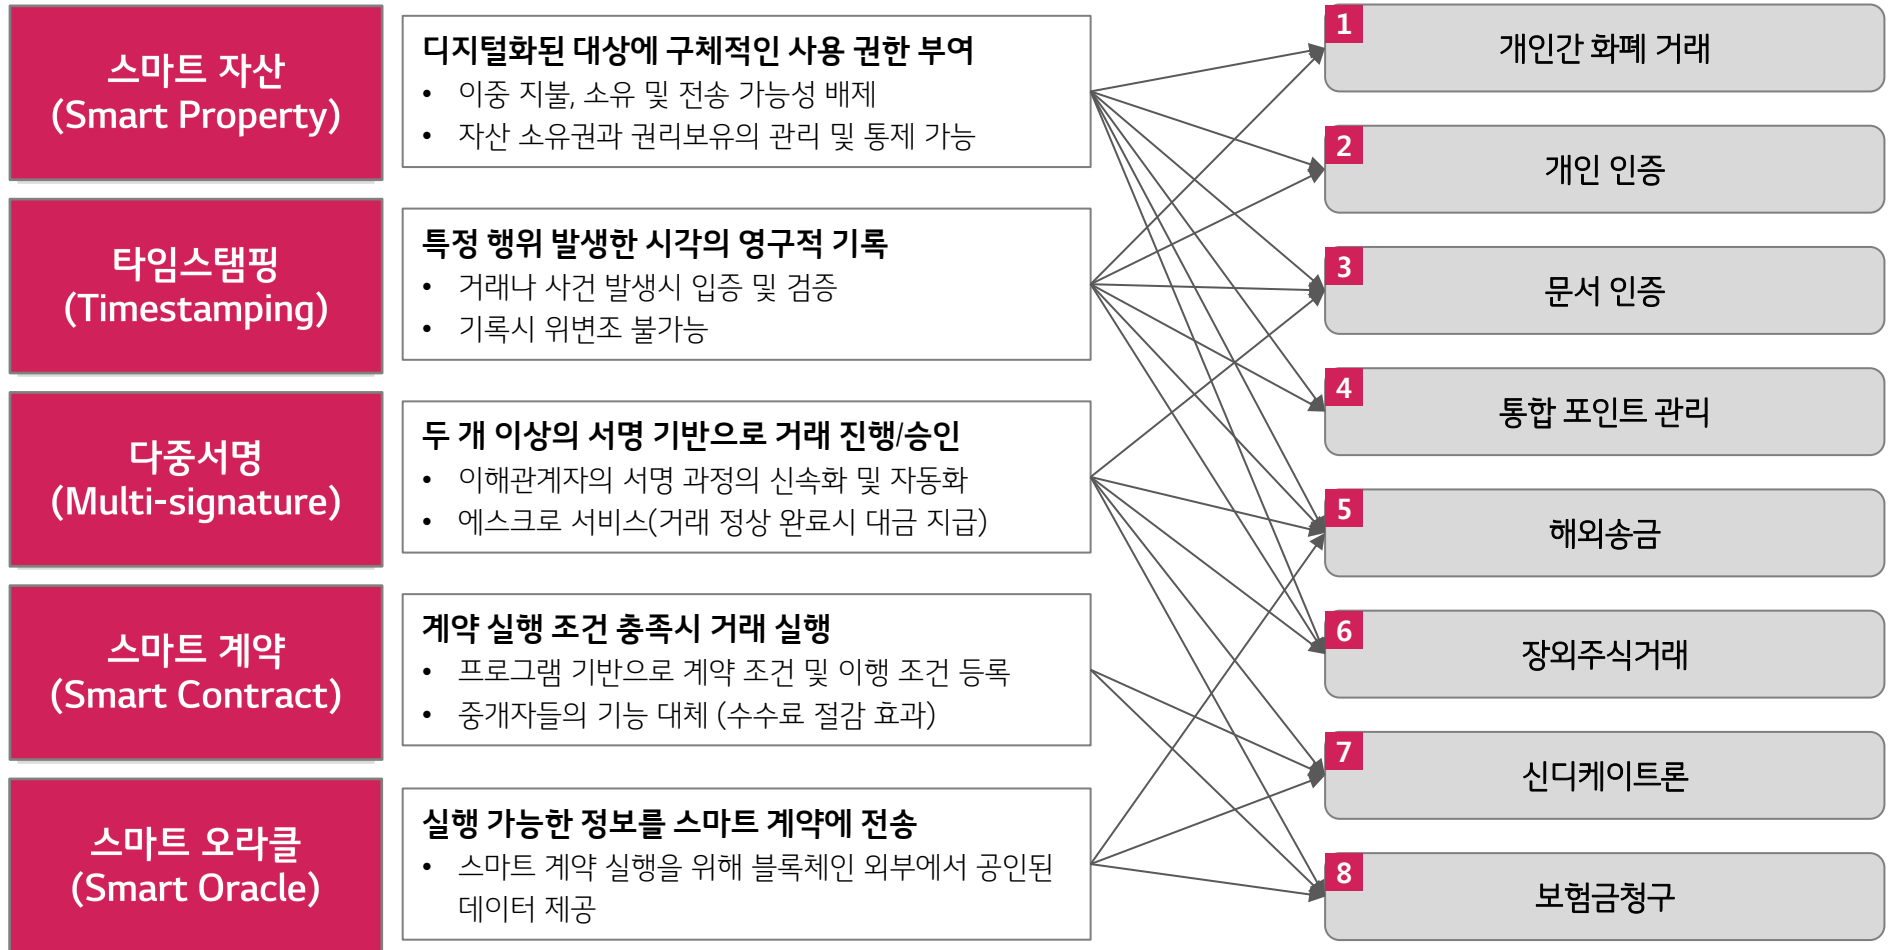 스마트 자산
(Smart Property)
디지털화된 대상에 구체적인 사용 권한 부여
• 이중 지불, 소유 및 전송 가능성 배제
• 자산 소유권과 권리보유의 관리 및 통제 가능
타임스탬핑
(Timestamping)
특정 행위 발생한 시각의 영구적 기록
• 거래나 사건 발생시 입증 및 검증
• 기록시 위변조 불가능
다중서명
(Multi-signature)
두 개 이상의 서명 기반으로 거래 진행/승인
• 이해관계자의 서명 과정의 신속화 및 자동화
• 에스크로 서비스(거래 정상 완료시 대금 지급)
스마트 계약
(Smart Contract)
계약 실행 조건 충족시 거래 실행
• 프로그램 기반으로 계약 조건 및 이행 조건 등록
• 중개자들의 기능 대체 (수수료 절감 효과)
스마트 오라클
(Smart Oracle)
실행 가능한 정보를 스마트 계약에 전송
• 스마트 계약 실행을 위해 블록체인 외부에서 공인된
데이터 제공
1 개인간 화폐 거래
2 개인 인증
3 문서 인증
4 통합 포인트 관리
5 해외송금
6 장외주식거래
7 신디케이트론
8 보험금청구